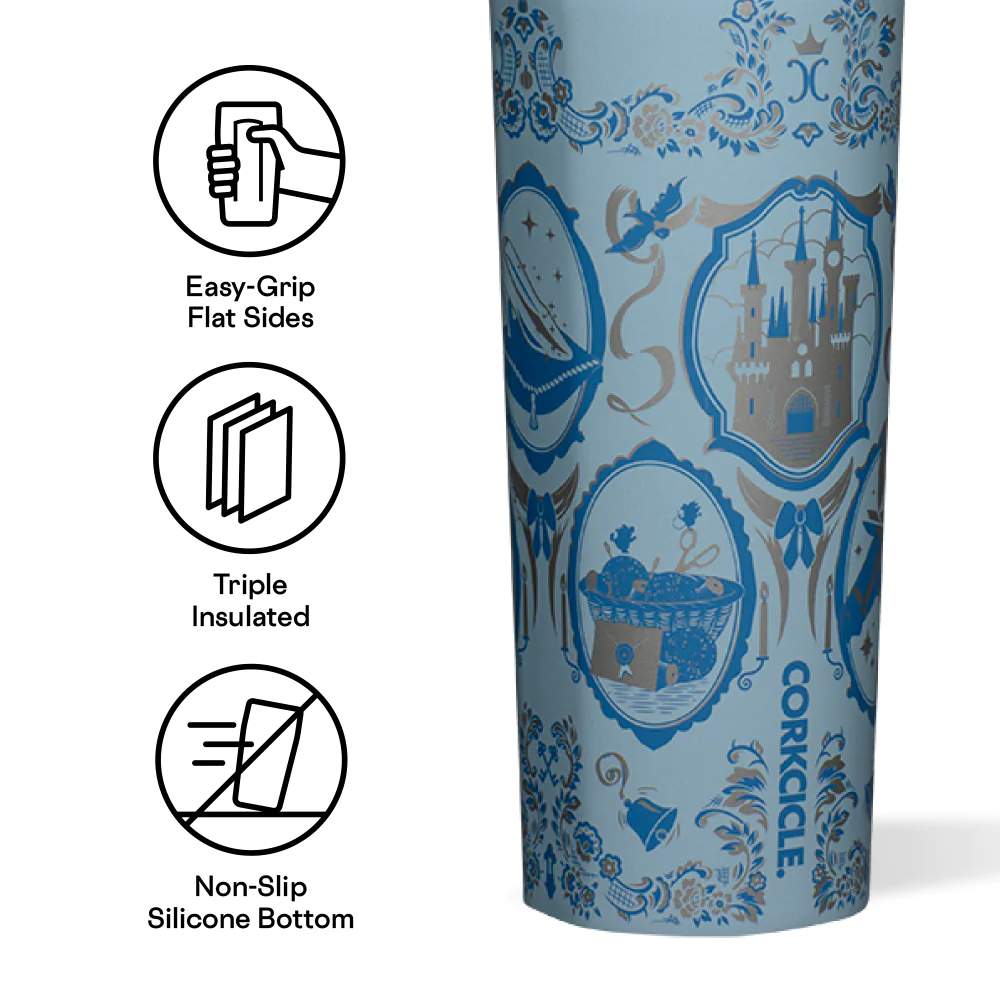 Easy-Grip
Flat Sides
Triple
Insulated
Non-Slip
Silicone Bottom
CORKCICLE.